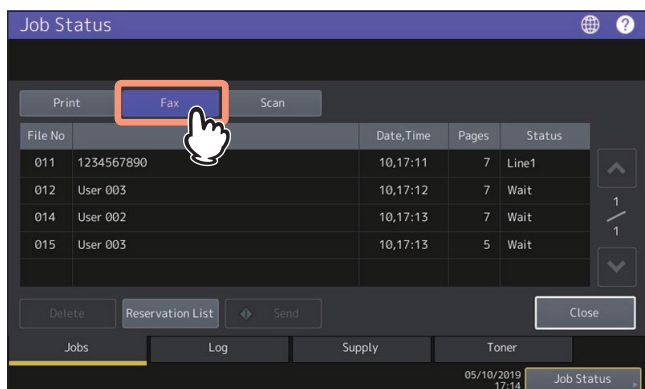 Job Status
?
Print Fax Scan
File No Date,Time Pages Status
011 1234567890 10,17:11 7 Line1
012 User 003 10,17:12 7 Wait
014 User 002 10,17:13 7 Wait
015 User 003 10,17:13 5 Wait
1
1
Delete Reservation List Send Close
Jobs Log Supply Toner
05/10/2019
17:14
Job Status